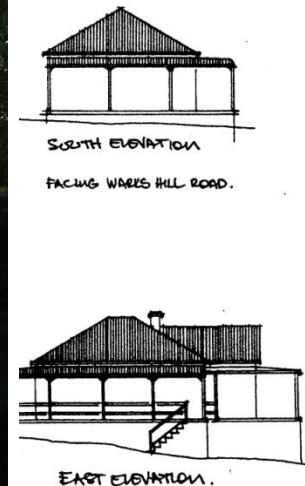 SOUTH ELEVATION
FACING WARKS HILL ROAD.
EAST ELEVATION.